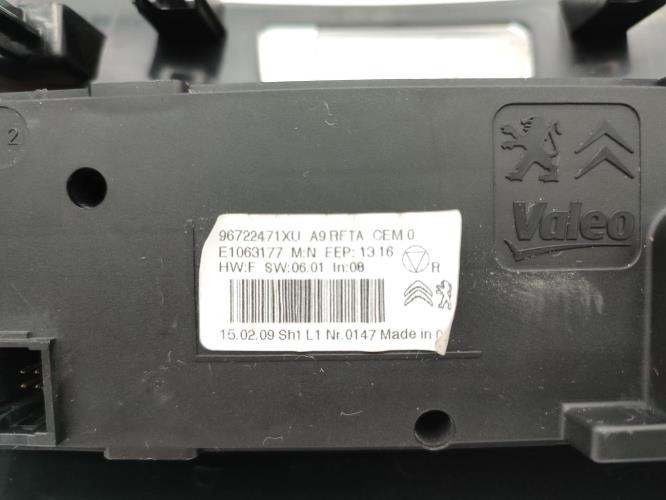 2
Valeo
96722471XU A9 RFTA CEM 0
E1063177 M:N EEP: 13.16
HW:F SW:06.01 In:08
R
15.02.09 Sh1 L1 Nr.0147 Made in